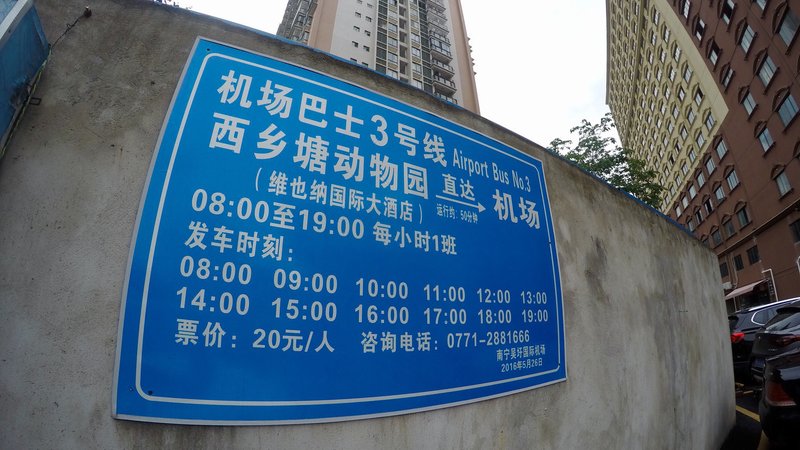 机场巴士3号线 Airport Bus No.3
西乡塘动物园 直达 机场
(维也纳国际大酒店) 运行约:50分钟
08:00至19:00 每小时1班
发车时刻:
08:00 09:00 10:00 11:00 12:00 13:00
14:00 15:00 16:00 17:00 18:00 19:00
票价:20元/人 咨询电话:0771-2881666
南宁吴圩国际机场
2016年5月26日